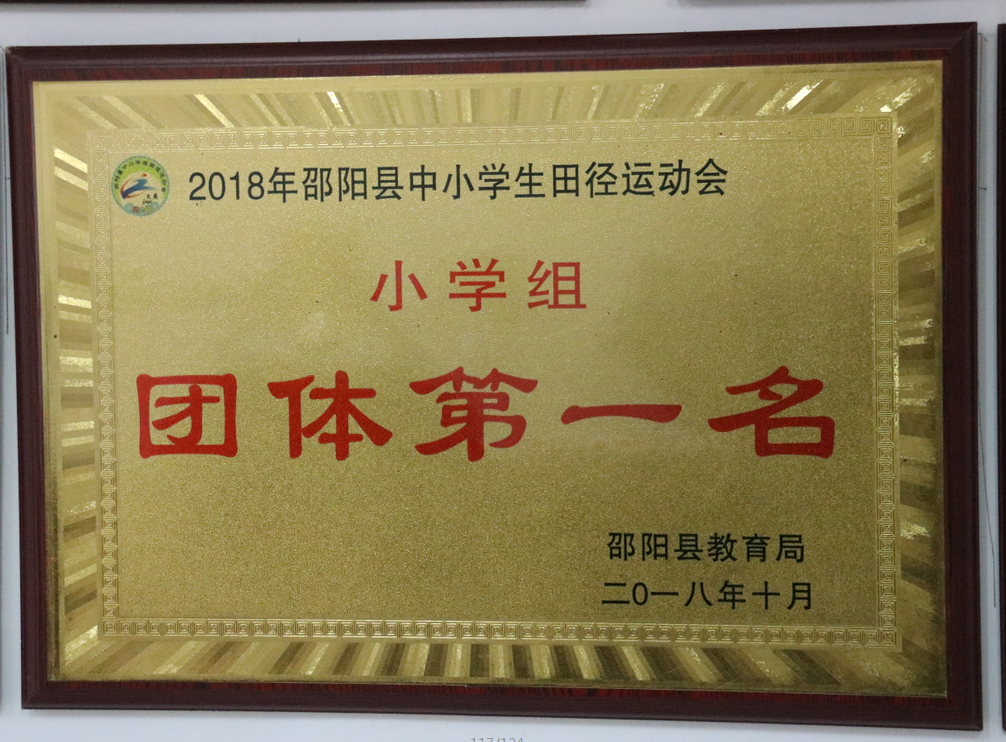 2018年邵阳县中小学生田径运动会
小学组
团体第一名
邵阳县教育局
二0一八年十月